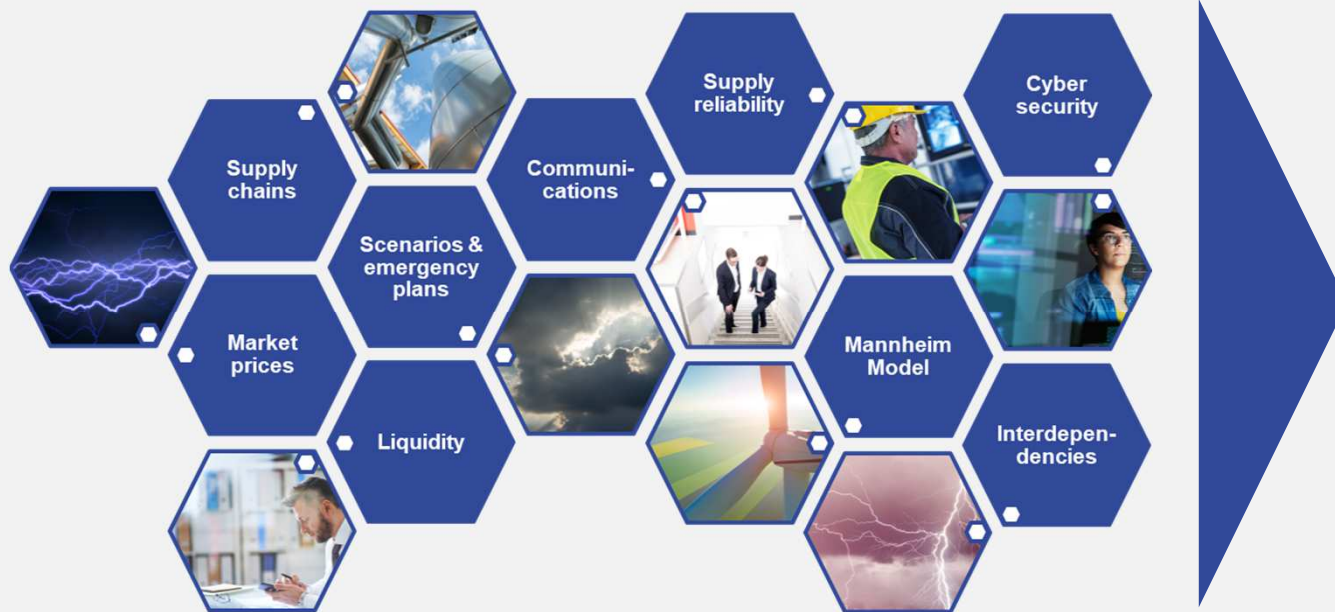 Supply
chains
Market
prices
Scenarios &
emergency
plans
Liquidity
Communi-
cations
Supply
reliability
Mannheim
Model
Cyber
security
Interdepen-
dencies